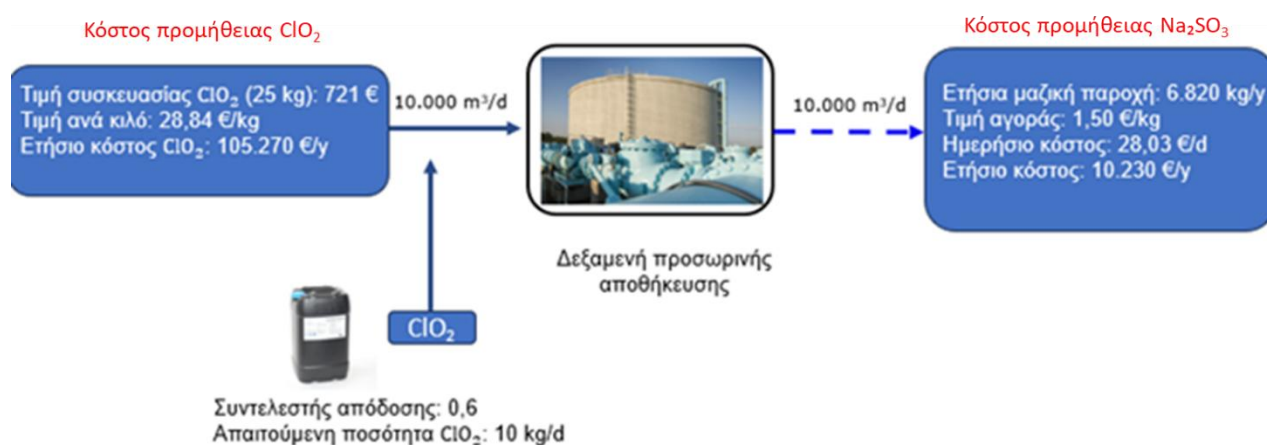 Κόστος προμήθειας ClO₂
Τιμή συσκευασίας ClO₂ (25 kg): 721 €
Τιμή ανά κιλό: 28,84 €/kg
Ετήσιο κόστος ClO₂: 105.270 €/y
10.000 m³/d
10.000 m³/d
Κόστος προμήθειας Na₂SO₃
Ετήσια μαζική παροχή: 6.820 kg/y
Τιμή αγοράς: 1,50 €/kg
Ημερήσιο κόστος: 28,03 €/d
Ετήσιο κόστος: 10.230 €/y
Δεξαμενή προσωρινής
αποθήκευσης
ClO₂
Συντελεστής απόδοσης: 0,6
Απαιτούμενη ποσότητα ClO₂: 10 kg/d